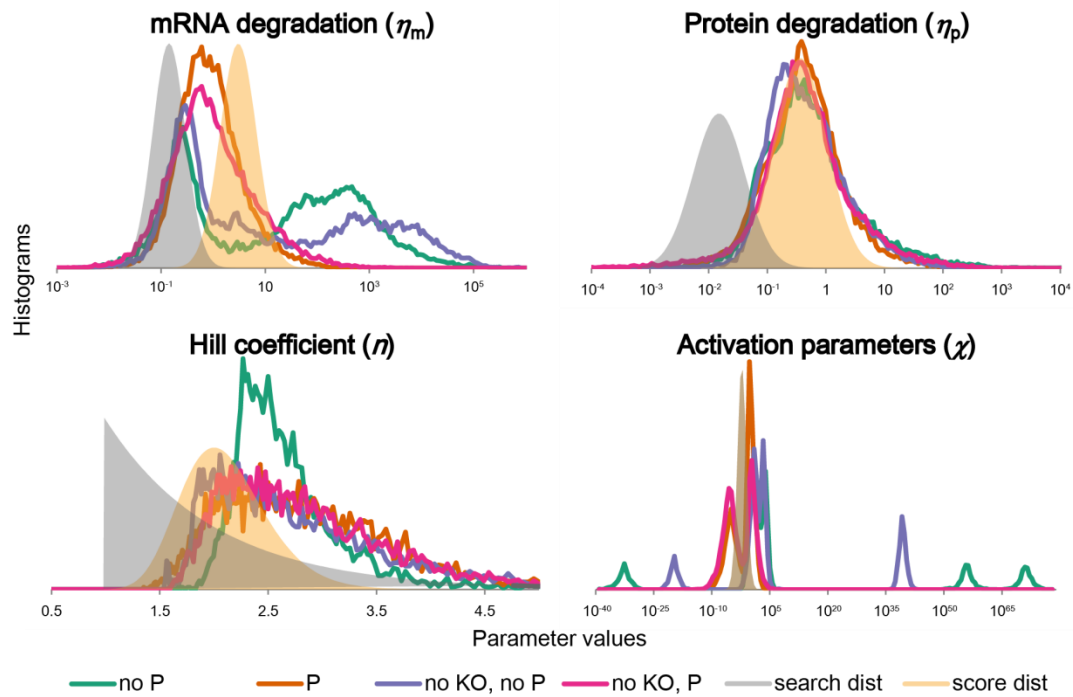 mRNA degradation (ηm)
Protein degradation (ηp)
10-3 10-1 10 103 105
10-4 10-3 10-2 10-1 1 10 102 103 104
Histograms
Hill coefficient (n)
Activation parameters (χ)
0.5 1.5 2.5 3.5 4.5
10-40 10-25 10-10 105 1020 1035 1050 1065
Parameter values
no P P no KO, no P no KO, P search dist score dist